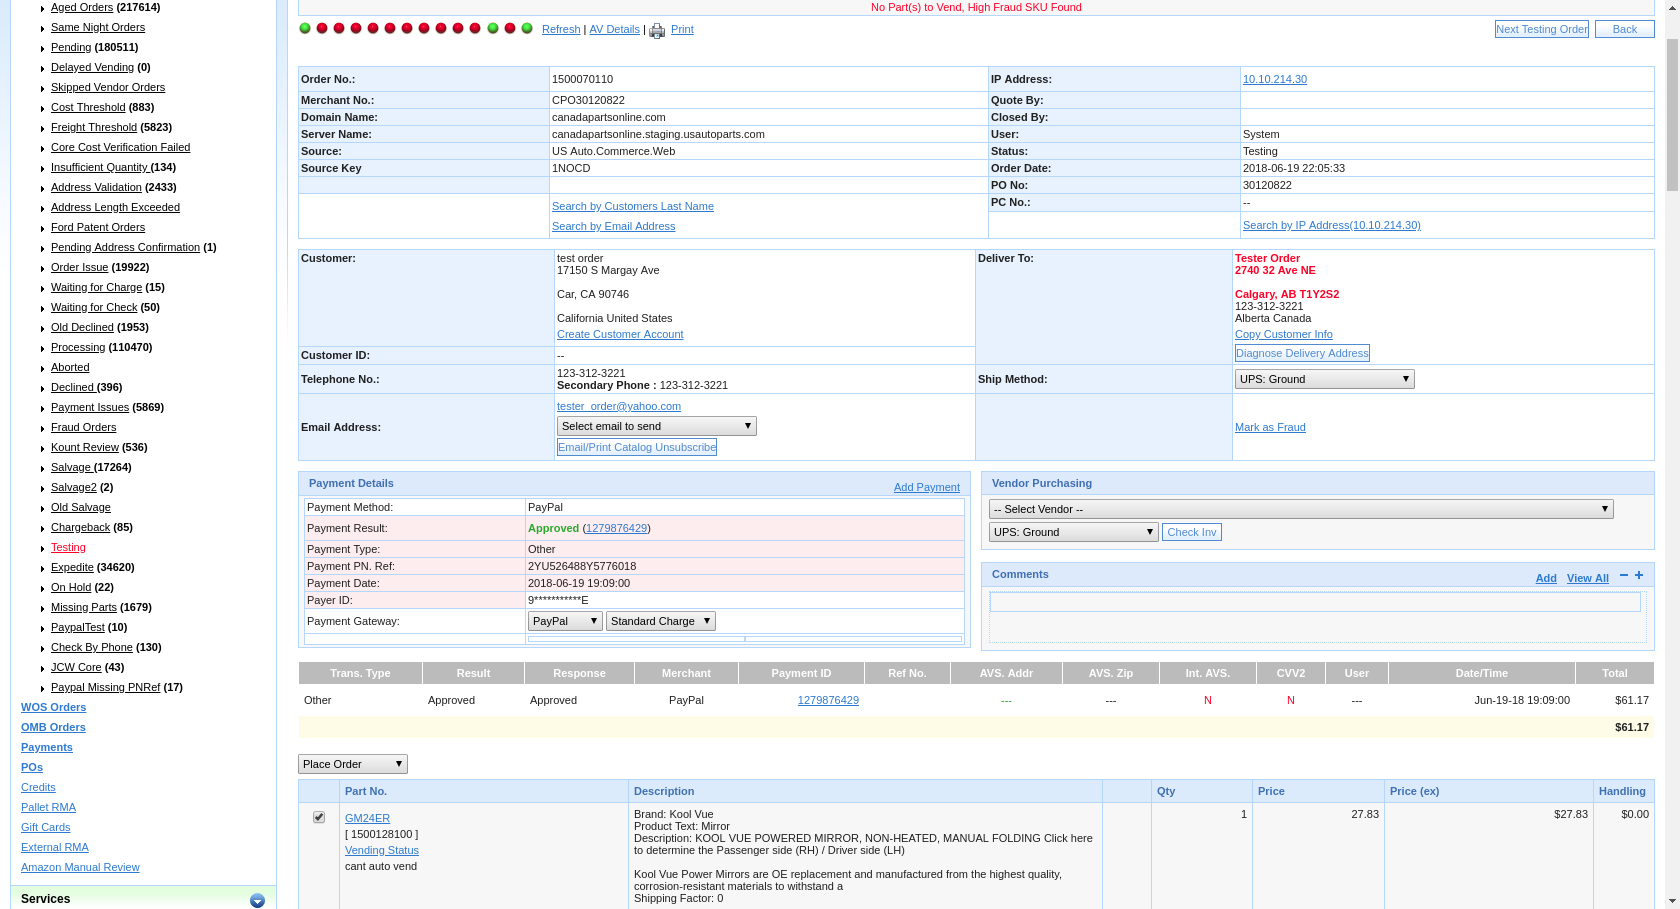 Aged Orders (217614)
Same Night Orders
Pending (180511)
Delayed Vending (0)
Skipped Vendor Orders
Cost Threshold (883)
Freight Threshold (5823)
Core Cost Verification Failed
Insufficient Quantity (134)
Address Validation (2433)
Address Length Exceeded
Ford Patent Orders
Pending Address Confirmation (1)
Order Issue (19922)
Waiting for Charge (15)
Waiting for Check (50)
Old Declined (1953)
Processing (110470)
Aborted
Declined (396)
Payment Issues (5869)
Fraud Orders
Kount Review (536)
Salvage (17264)
Salvage2 (2)
Old Salvage
Chargeback (85)
Testing
Expedite (34620)
On Hold (22)
Missing Parts (1679)
PaypalTest (10)
Check By Phone (130)
JCW Core (43)
Paypal Missing PNRef (17)
WOS Orders
OMB Orders
Payments
POs
Credits
Pallet RMA
Gift Cards
External RMA
Amazon Manual Review
Services
No Part(s) to Vend, High Fraud SKU Found
Refresh | AV Details | Print
Next Testing Order Back
Order No.: 1500070110 IP Address: 10.10.214.30
Merchant No.: CPO30120822 Quote By:
Domain Name: canadapartsonline.com Closed By:
Server Name: canadapartsonline.staging.usautoparts.com User: System
Source: US Auto.Commerce.Web Status: Testing
Source Key 1NOCD Order Date: 2018-06-19 22:05:33
PO No: 30120822
PC No.: --
Search by Customers Last Name
Search by Email Address
Search by IP Address(10.10.214.30)
Customer: test order
17150 S Margay Ave
Car, CA 90746
California United States
Create Customer Account
Deliver To: Tester Order
2740 32 Ave NE
Calgary, AB T1Y2S2
123-312-3221
Alberta Canada
Copy Customer Info
Diagnose Delivery Address
Customer ID: --
Telephone No.: 123-312-3221
Secondary Phone : 123-312-3221
Ship Method: UPS: Ground
Email Address: tester_order@yahoo.com
Select email to send
Email/Print Catalog Unsubscribe
Mark as Fraud
Payment Details Add Payment
Payment Method: PayPal
Payment Result: Approved (1279876429)
Payment Type: Other
Payment PN. Ref: 2YU526488Y5776018
Payment Date: 2018-06-19 19:09:00
Payer ID: 9***********E
Payment Gateway: PayPal Standard Charge
Vendor Purchasing
-- Select Vendor --
UPS: Ground Check Inv
Comments Add View All − +
Trans. Type Result Response Merchant Payment ID Ref No. AVS. Addr AVS. Zip Int. AVS. CVV2 User Date/Time Total
Other Approved Approved PayPal 1279876429 --- --- N N --- Jun-19-18 19:09:00 $61.17
$61.17
Place Order
Part No. Description Qty Price Price (ex) Handling
GM24ER
[ 1500128100 ]
Vending Status
cant auto vend
Brand: Kool Vue
Product Text: Mirror
Description: KOOL VUE POWERED MIRROR, NON-HEATED, MANUAL FOLDING Click here
to determine the Passenger side (RH) / Driver side (LH)
Kool Vue Power Mirrors are OE replacement and manufactured from the highest quality,
corrosion-resistant materials to withstand a
Shipping Factor: 0
1 27.83 $27.83 $0.00